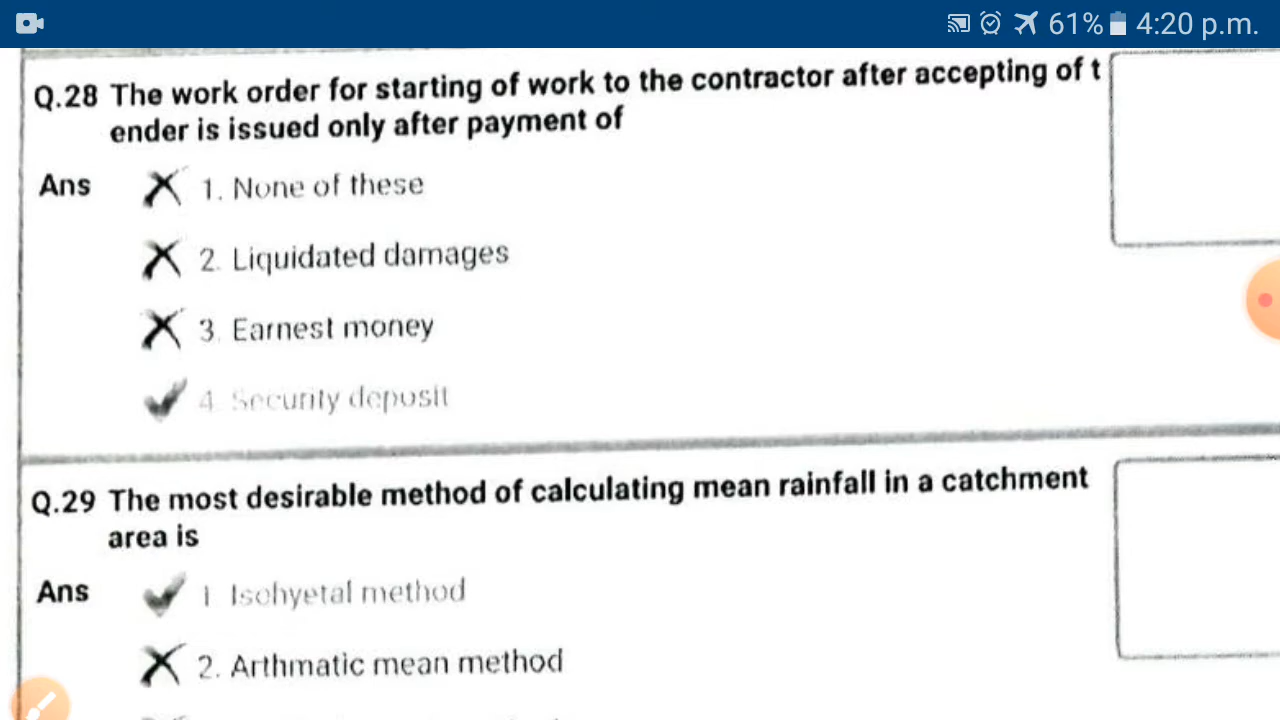 61% 4:20 p.m.
Q.28 The work order for starting of work to the contractor after accepting of t
ender is issued only after payment of
Ans 1. None of these
2. Liquidated damages
3. Earnest money
4. Security deposit
Q.29 The most desirable method of calculating mean rainfall in a catchment
area is
Ans 1 Isohyetal method
2. Arthmatic mean method